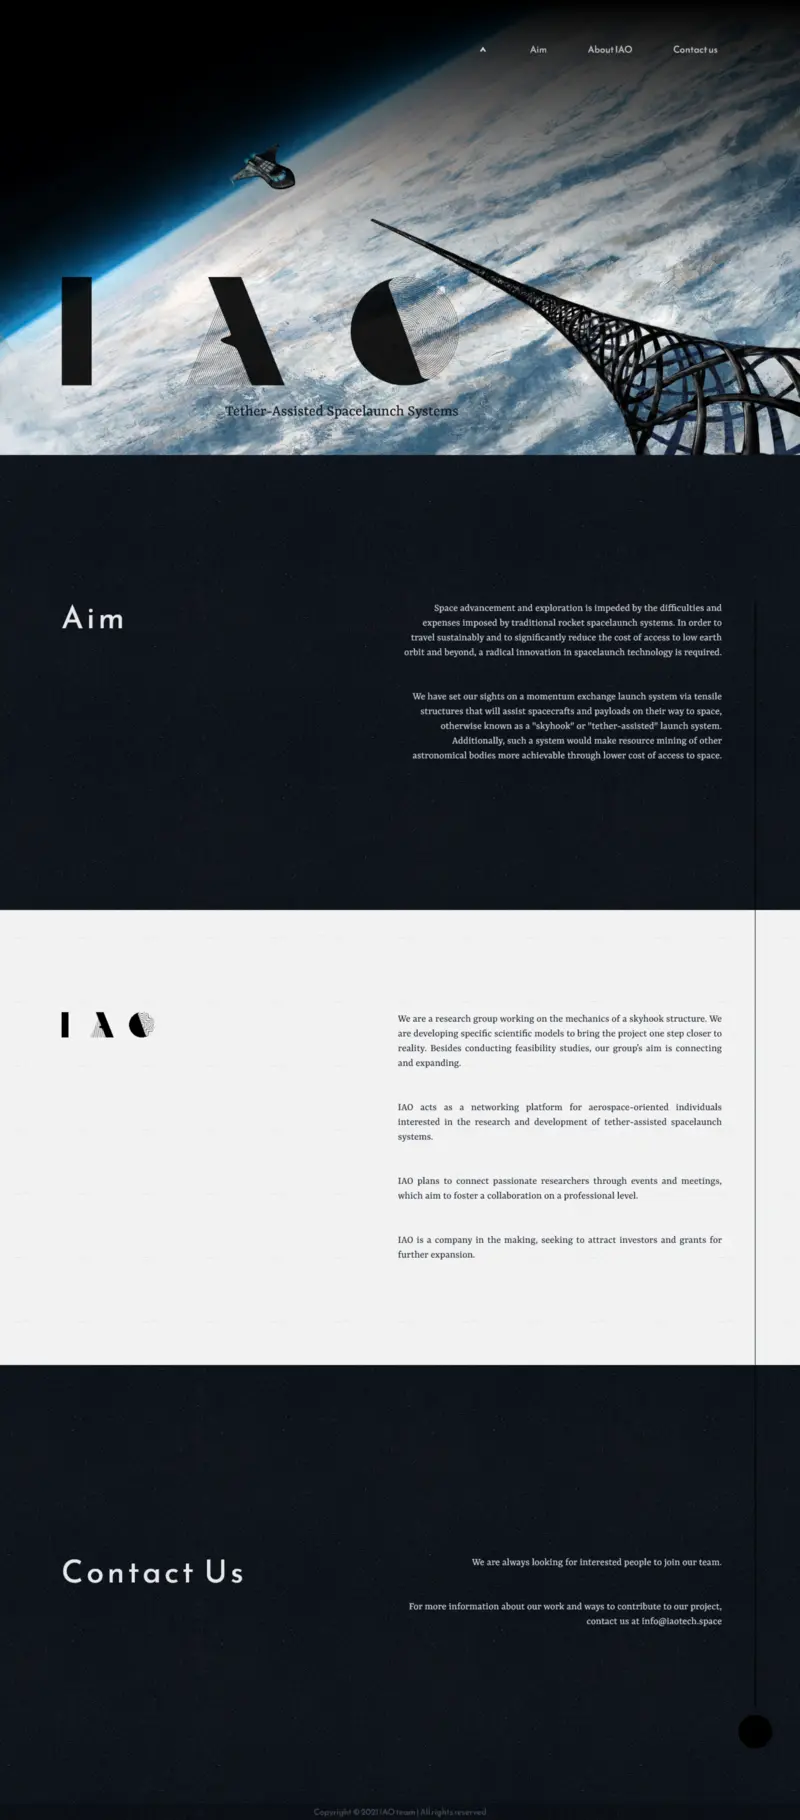 Aim
About IAO
Contact us
IAO
Tether-Assisted Spacelaunch Systems
Aim
Space advancement and exploration is impeded by the difficulties and
expenses imposed by traditional rocket spacelaunch systems. In order to
travel sustainably and to significantly reduce the cost of access to low earth
orbit and beyond, a radical innovation in spacelaunch technology is required.
We have set our sights on a momentum exchange launch system via tensile
structures that will assist spacecrafts and payloads on their way to space,
otherwise known as a "skyhook" or "tether-assisted" launch system.
Additionally, such a system would make resource mining of other
astronomical bodies more achievable through lower cost of access to space.
IAO
We are a research group working on the mechanics of a skyhook structure. We
are developing specific scientific models to bring the project one step closer to
reality. Besides conducting feasibility studies, our group's aim is connecting
and expanding.
IAO acts as a networking platform for aerospace-oriented individuals
interested in the research and development of tether-assisted spacelaunch
systems.
IAO plans to connect passionate researchers through events and meetings,
which aim to foster a collaboration on a professional level.
IAO is a company in the making, seeking to attract investors and grants for
further expansion.
Contact Us
We are always looking for interested people to join our team.
For more information about our work and ways to contribute to our project,
contact us at info@iaotech.space
Copyright © 2021 IAO team | All rights reserved